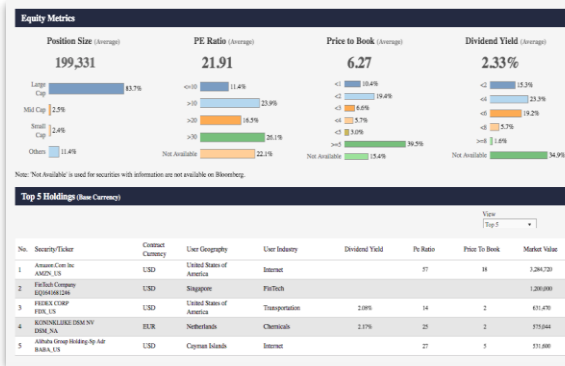 Equity Metrics
Position Size (Average)
199,331
Large Cap 83.7%
Mid Cap 2.5%
Small Cap 2.4%
Others 11.4%
PE Ratio (Average)
21.91
<=10 11.4%
>10 23.9%
>20 16.5%
>30 26.1%
Not Available 22.1%
Price to Book (Average)
6.27
<1 10.4%
<2 19.4%
<3 6.6%
<4 5.7%
<5 3.0%
>=5 39.5%
Not Available 15.4%
Dividend Yield (Average)
2.33%
<2 15.3%
<4 23.3%
<6 19.2%
<8 5.7%
>=8 1.6%
Not Available 34.9%
Note: 'Not Available' is used for securities with information are not available on Bloomberg.
Top 5 Holdings (Base Currency)
View
Top 5
No. Security/Ticker Contract Currency User Geography User Industry Dividend Yield Pe Ratio Price To Book Market Value
1 Amazon.Com Inc AMZN_US USD United States of America Internet 57 16 3,284,720
2 FinTech Company USD Singapore FinTech 1,200,000
3 FEDEX CORP FDX_US USD United States of America Transportation 14 2 631,470
4 KONINKLIJKE DSM NV DSM_NA EUR Netherlands Chemicals 25 2 575,044
5 Alibaba Group Holding-Sp Adr BABA_US USD Cayman Islands Internet 27 5 531,600